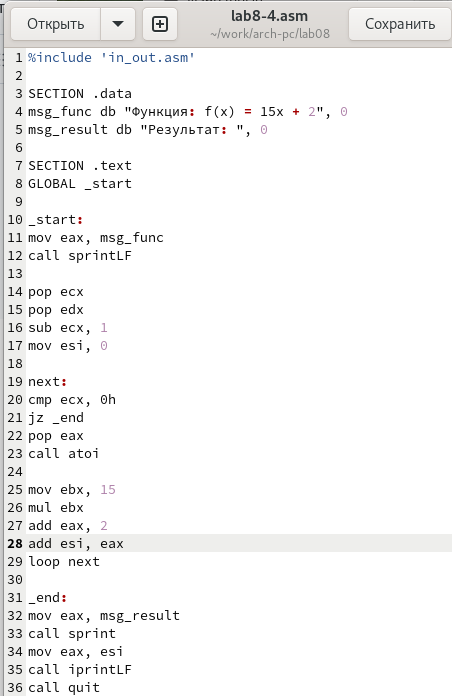 Открыть
lab8-4.asm
~/work/arch-pc/lab08
Сохранить
1 %include 'in_out.asm'
2
3 SECTION .data
4 msg_func db "Функция: f(x) = 15x + 2", 0
5 msg_result db "Результат: ", 0
6
7 SECTION .text
8 GLOBAL _start
9
10 _start:
11 mov eax, msg_func
12 call sprintLF
13
14 pop ecx
15 pop edx
16 sub ecx, 1
17 mov esi, 0
18
19 next:
20 cmp ecx, 0h
21 jz _end
22 pop eax
23 call atoi
24
25 mov ebx, 15
26 mul ebx
27 add eax, 2
28 add esi, eax
29 loop next
30
31 _end:
32 mov eax, msg_result
33 call sprint
34 mov eax, esi
35 call iprintLF
36 call quit